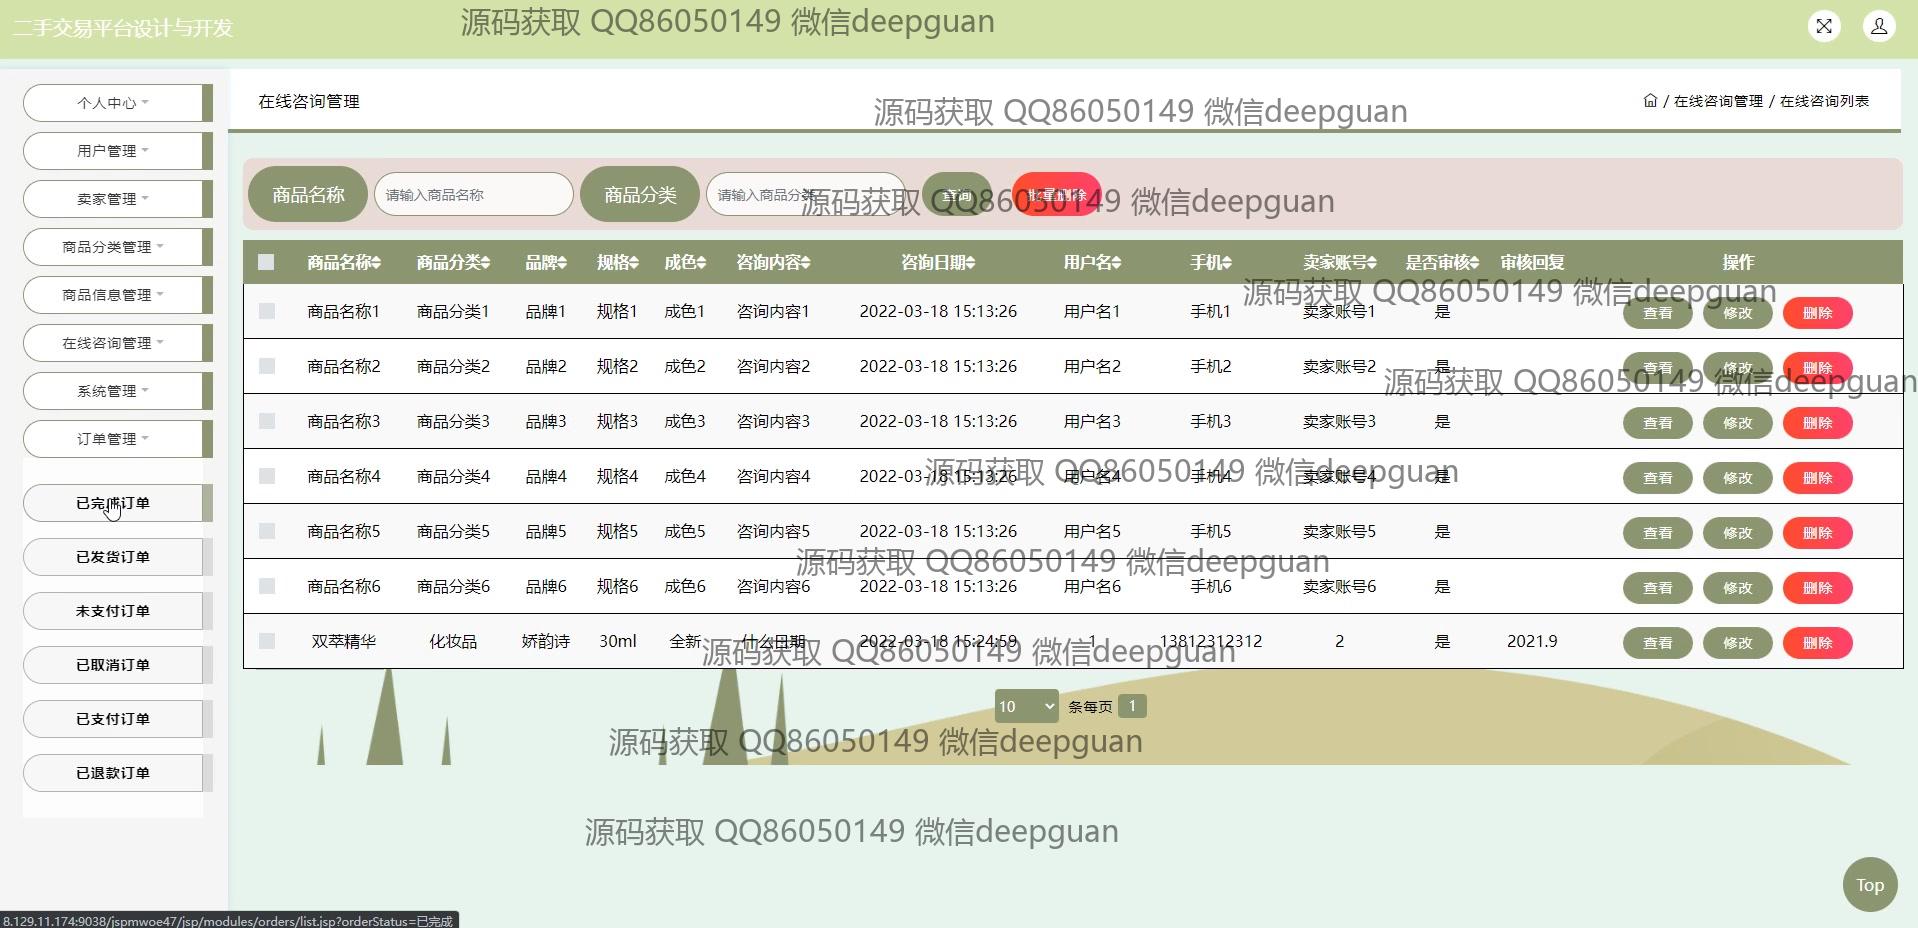 二手交易平台设计与开发
源码获取 QQ86050149 微信deepguan
个人中心
用户管理
卖家管理
商品分类管理
商品信息管理
在线咨询管理
系统管理
订单管理
已完成订单
已发货订单
未支付订单
已取消订单
已支付订单
已退款订单
在线咨询管理
源码获取 QQ86050149 微信deepguan
/ 在线咨询管理 / 在线咨询列表
商品名称 请输入商品名称 商品分类 请输入商品分类 查询 批量删除
源码获取 QQ86050149 微信deepguan
商品名称 商品分类 品牌 规格 成色 咨询内容 咨询日期 用户名 手机 卖家账号 是否审核 审核回复 操作
源码获取 QQ86050149 微信deepguan
商品名称1 商品分类1 品牌1 规格1 成色1 咨询内容1 2022-03-18 15:13:26 用户名1 手机1 卖家账号1 是 查看 修改 删除
商品名称2 商品分类2 品牌2 规格2 成色2 咨询内容2 2022-03-18 15:13:26 用户名2 手机2 卖家账号2 是 查看 修改 删除
源码获取 QQ86050149 微信deepguan
商品名称3 商品分类3 品牌3 规格3 成色3 咨询内容3 2022-03-18 15:13:26 用户名3 手机3 卖家账号3 是 查看 修改 删除
商品名称4 商品分类4 品牌4 规格4 成色4 咨询内容4 2022-03-18 15:13:26 用户名4 手机4 卖家账号4 是 查看 修改 删除
源码获取 QQ86050149 微信deepguan
商品名称5 商品分类5 品牌5 规格5 成色5 咨询内容5 2022-03-18 15:13:26 用户名5 手机5 卖家账号5 是 查看 修改 删除
源码获取 QQ86050149 微信deepguan
商品名称6 商品分类6 品牌6 规格6 成色6 咨询内容6 2022-03-18 15:13:26 用户名6 手机6 卖家账号6 是 查看 修改 删除
双萃精华 化妆品 娇韵诗 30ml 全新 什么日期 2022-03-18 15:24:59 1 13812312312 2 是 2021.9 查看 修改 删除
源码获取 QQ86050149 微信deepguan
10 条每页 1
源码获取 QQ86050149 微信deepguan
源码获取 QQ86050149 微信deepguan
Top
8.129.11.174:9038/jspmwoe47/jsp/modules/orders/list.jsp?orderStatus=已完成